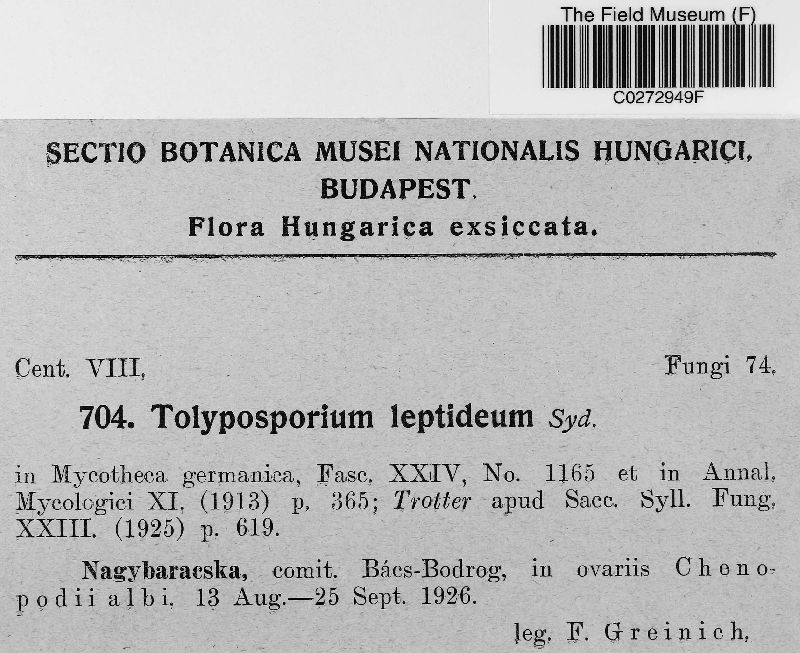 The Field Museum (F)
C0272949F
SECTIO BOTANICA MUSEI NATIONALIS HUNGARICI,
BUDAPEST.
Flora Hungarica exsiccata.
Cent. VIII, Fungi 74.
704. Tolyposporium leptideum Syd.
in Mycotheca germanica, Fasc. XXIV, No. 1165 et in Annal.
Mycologici XI. (1913) p. 365; Trotter apud Sacc. Syll. Fung.
XXIII. (1925) p. 619.
Nagybaracska, comit. Bács-Bodrog, in ovariis Cheno-
podii albi. 13 Aug.—25 Sept. 1926.
leg. F. Greinich,